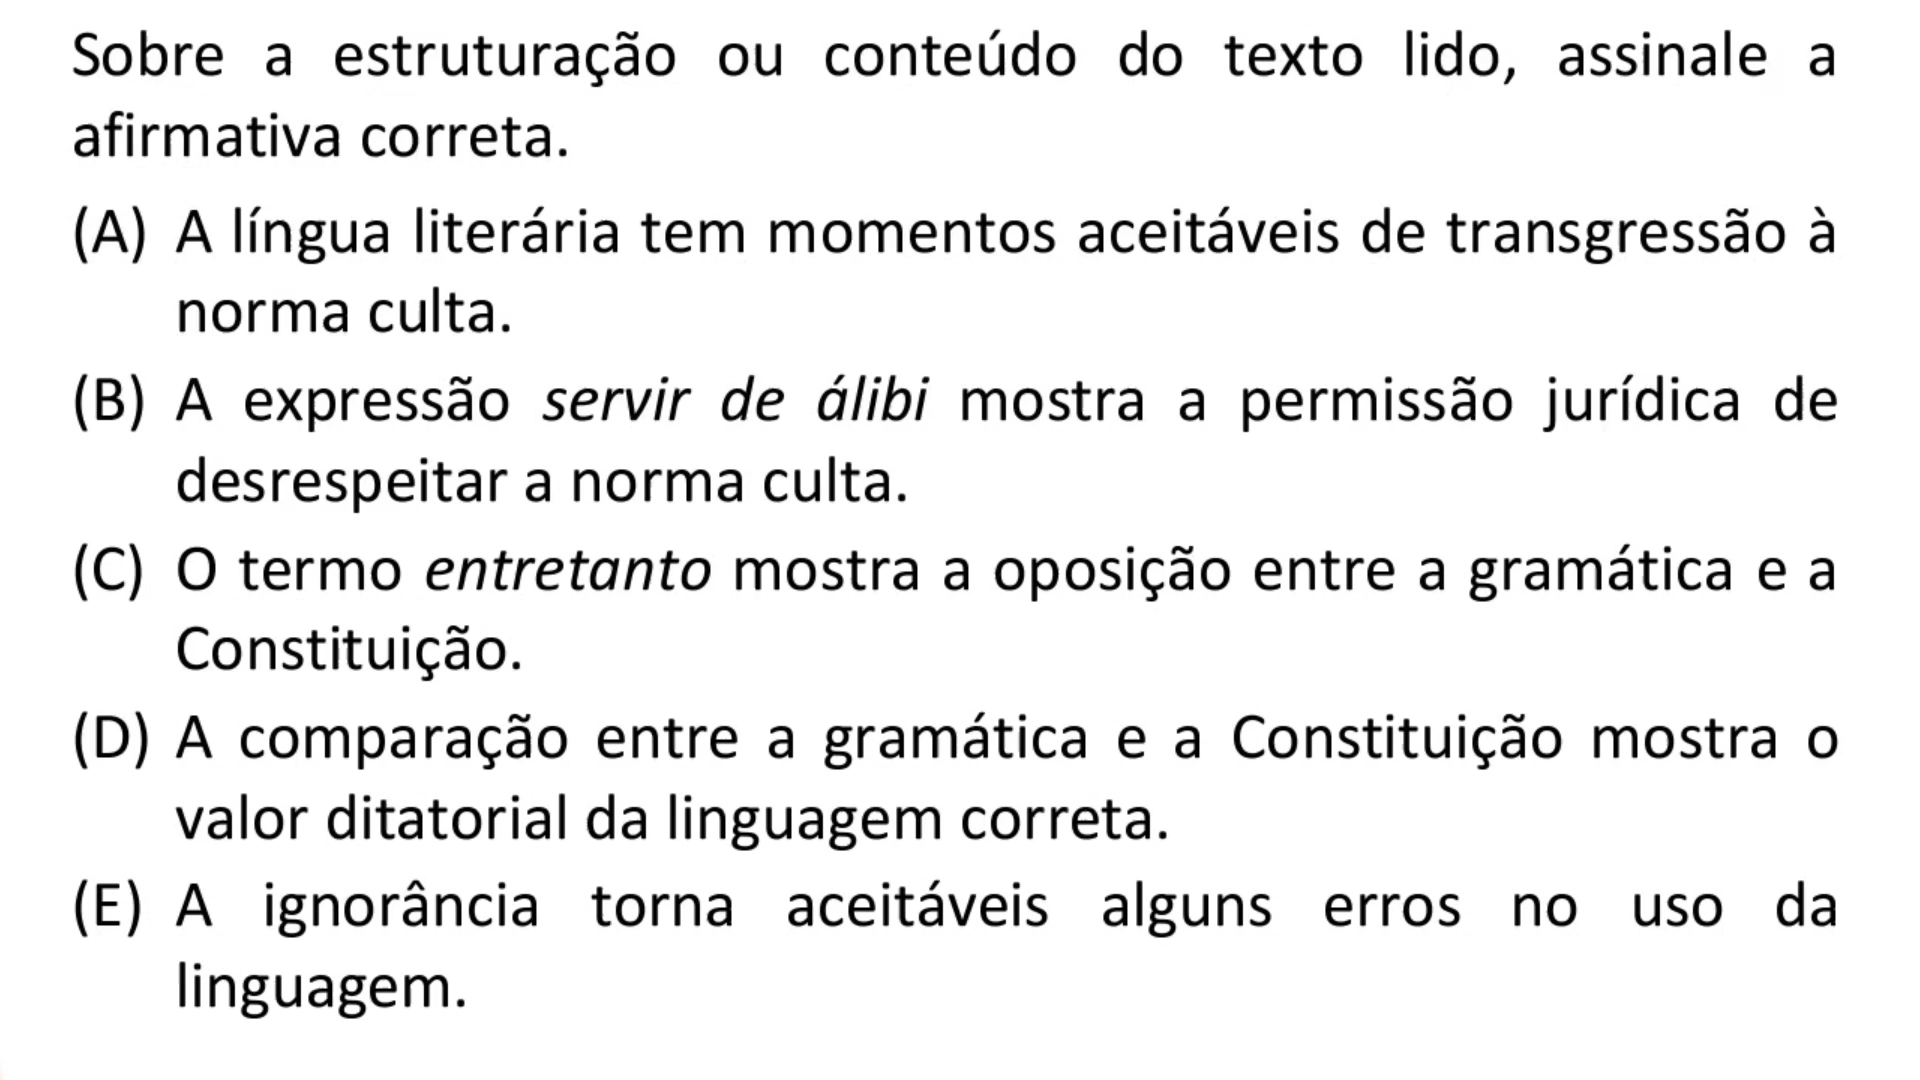 Sobre a estruturação ou conteúdo do texto lido, assinale a
afirmativa correta.
(A) A língua literária tem momentos aceitáveis de transgressão à
norma culta.
(B) A expressão servir de álibi mostra a permissão jurídica de
desrespeitar a norma culta.
(C) O termo entretanto mostra a oposição entre a gramática e a
Constituição.
(D) A comparação entre a gramática e a Constituição mostra o
valor ditatorial da linguagem correta.
(E) A ignorância torna aceitáveis alguns erros no uso da
linguagem.